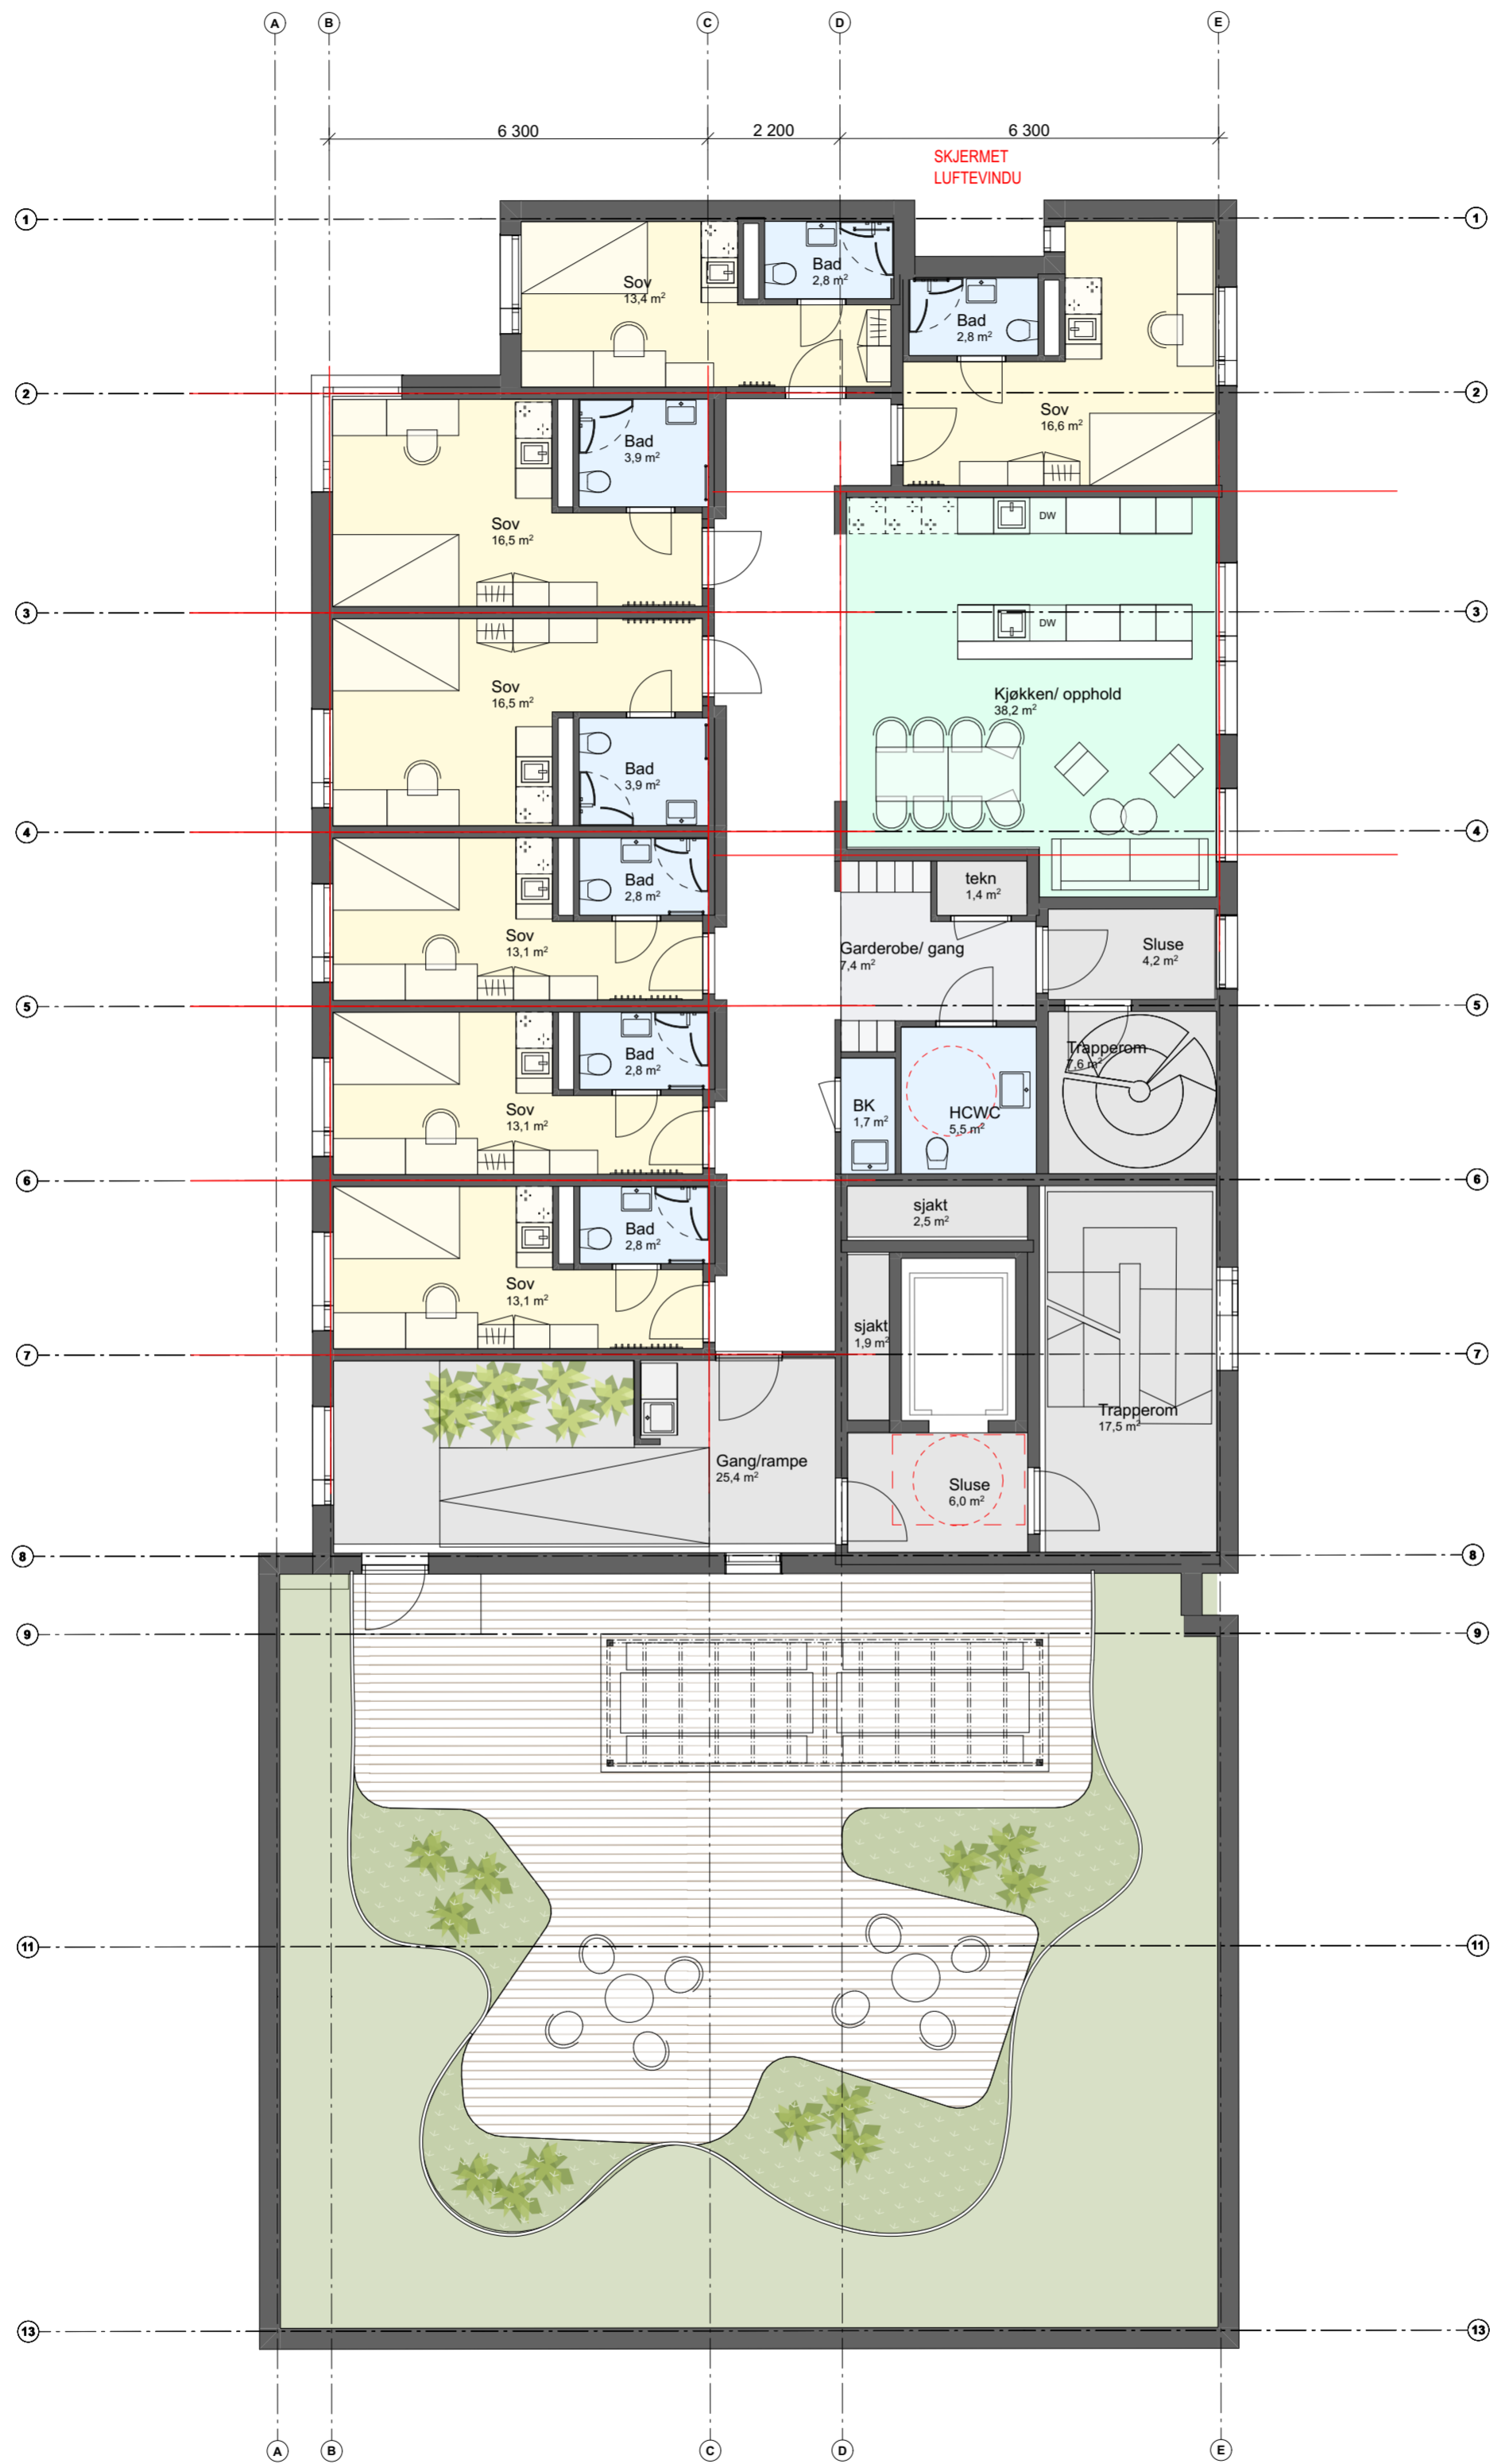 A B C D E
6 300 2 200 6 300
SKJERMET
LUFTEVINDU
1 1
Sov
13,4 m²
Bad
2,8 m²
Bad
2,8 m²
2 2
Sov
16,6 m²
Bad
3,9 m²
Sov
16,5 m²
DW
3 3
DW
Sov
16,5 m²
Kjøkken/ opphold
38,2 m²
Bad
3,9 m²
4 4
Bad
2,8 m²
tekn
1,4 m²
Sov
13,1 m²
Garderobe/ gang
7,4 m²
Sluse
4,2 m²
5 5
Bad
2,8 m²
Trapperom
7,6 m²
Sov
13,1 m²
BK
1,7 m²
HCWC
5,5 m²
6 6
Bad
2,8 m²
sjakt
2,5 m²
Sov
13,1 m²
sjakt
1,9 m²
7 7
Trapperom
17,5 m²
Gang/rampe
25,4 m²
Sluse
6,0 m²
8 8
9 9
11 11
13 13
A B C D E